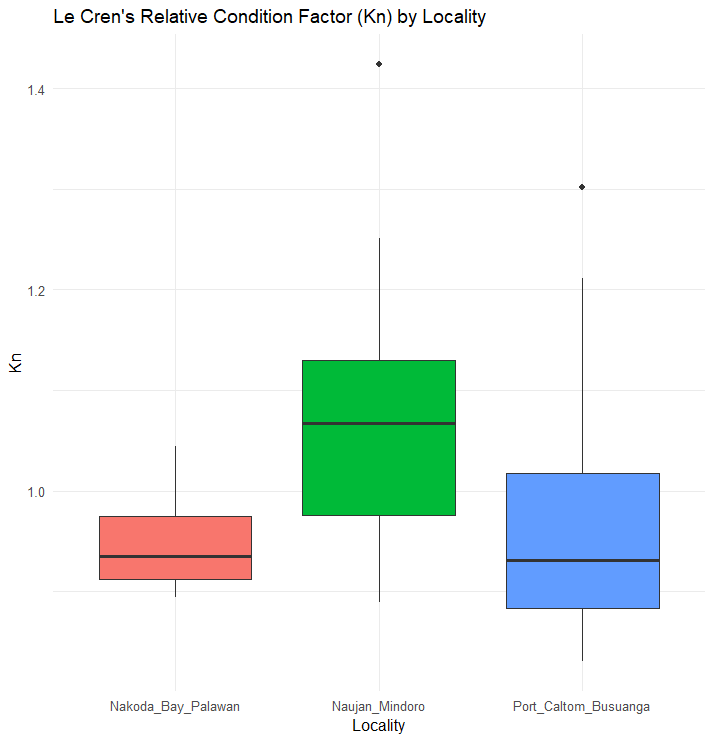 Le Cren's Relative Condition Factor (Kn) by Locality
1.4
1.2
1.0
Kn
Nakoda_Bay_Palawan
Naujan_Mindoro
Port_Caltom_Busuanga
Locality